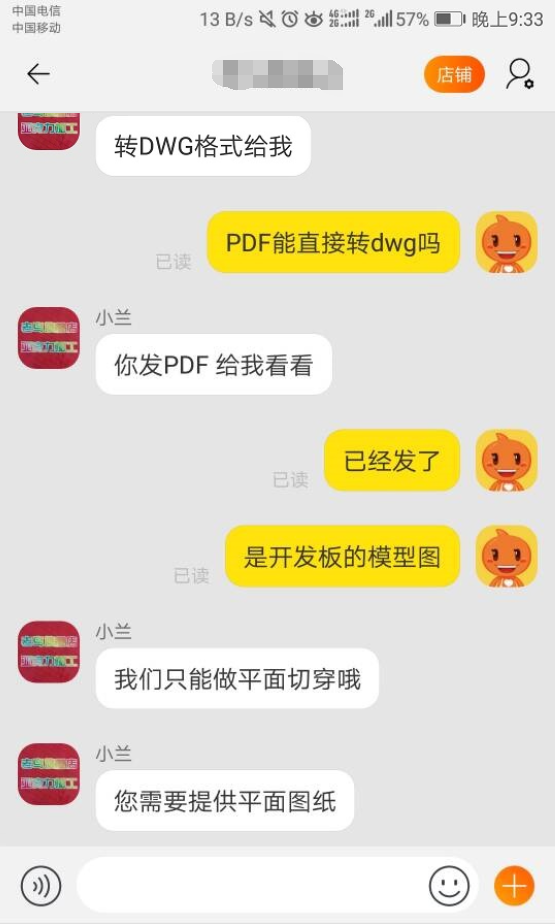 中国电信
中国移动
13 B/s
4G
2G
2G
57%
晚上9:33
店铺
转DWG格式给我
PDF能直接转dwg吗
已读
小兰
你发PDF 给我看看
已经发了
已读
是开发板的模型图
已读
小兰
我们只能做平面切穿哦
小兰
您需要提供平面图纸